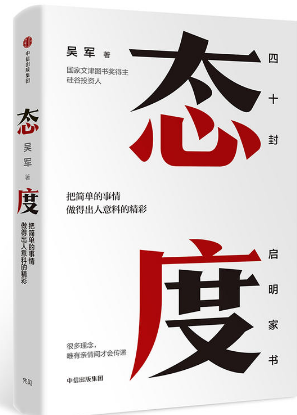 中信出版集团
态
吴军 著
度
把简单的事情
做得出人意料的精彩
吴军 著
国家文津图书奖得主
硅谷投资人
态度
四十封
启明家书
把简单的事情
做得出人意料的精彩
很多理念，
唯有亲情间才会传递
中信出版集团